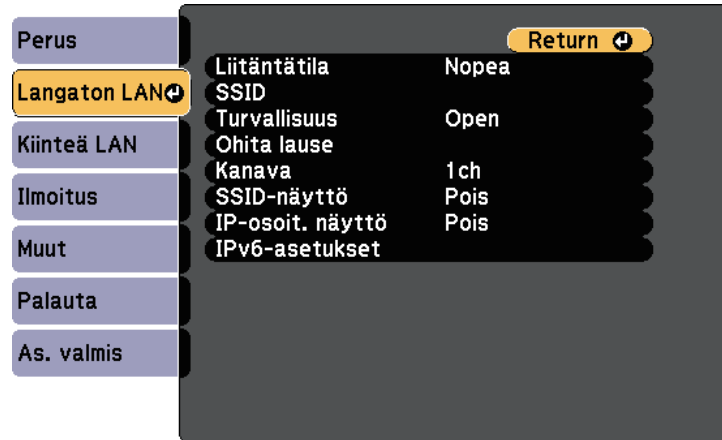 Perus
Langaton LAN
Kiinteä LAN
Ilmoitus
Muut
Palauta
As. valmis
Return
Liitäntätila Nopea
SSID
Turvallisuus Open
Ohita lause
Kanava 1ch
SSID-näyttö Pois
IP-osoit. näyttö Pois
IPv6-asetukset